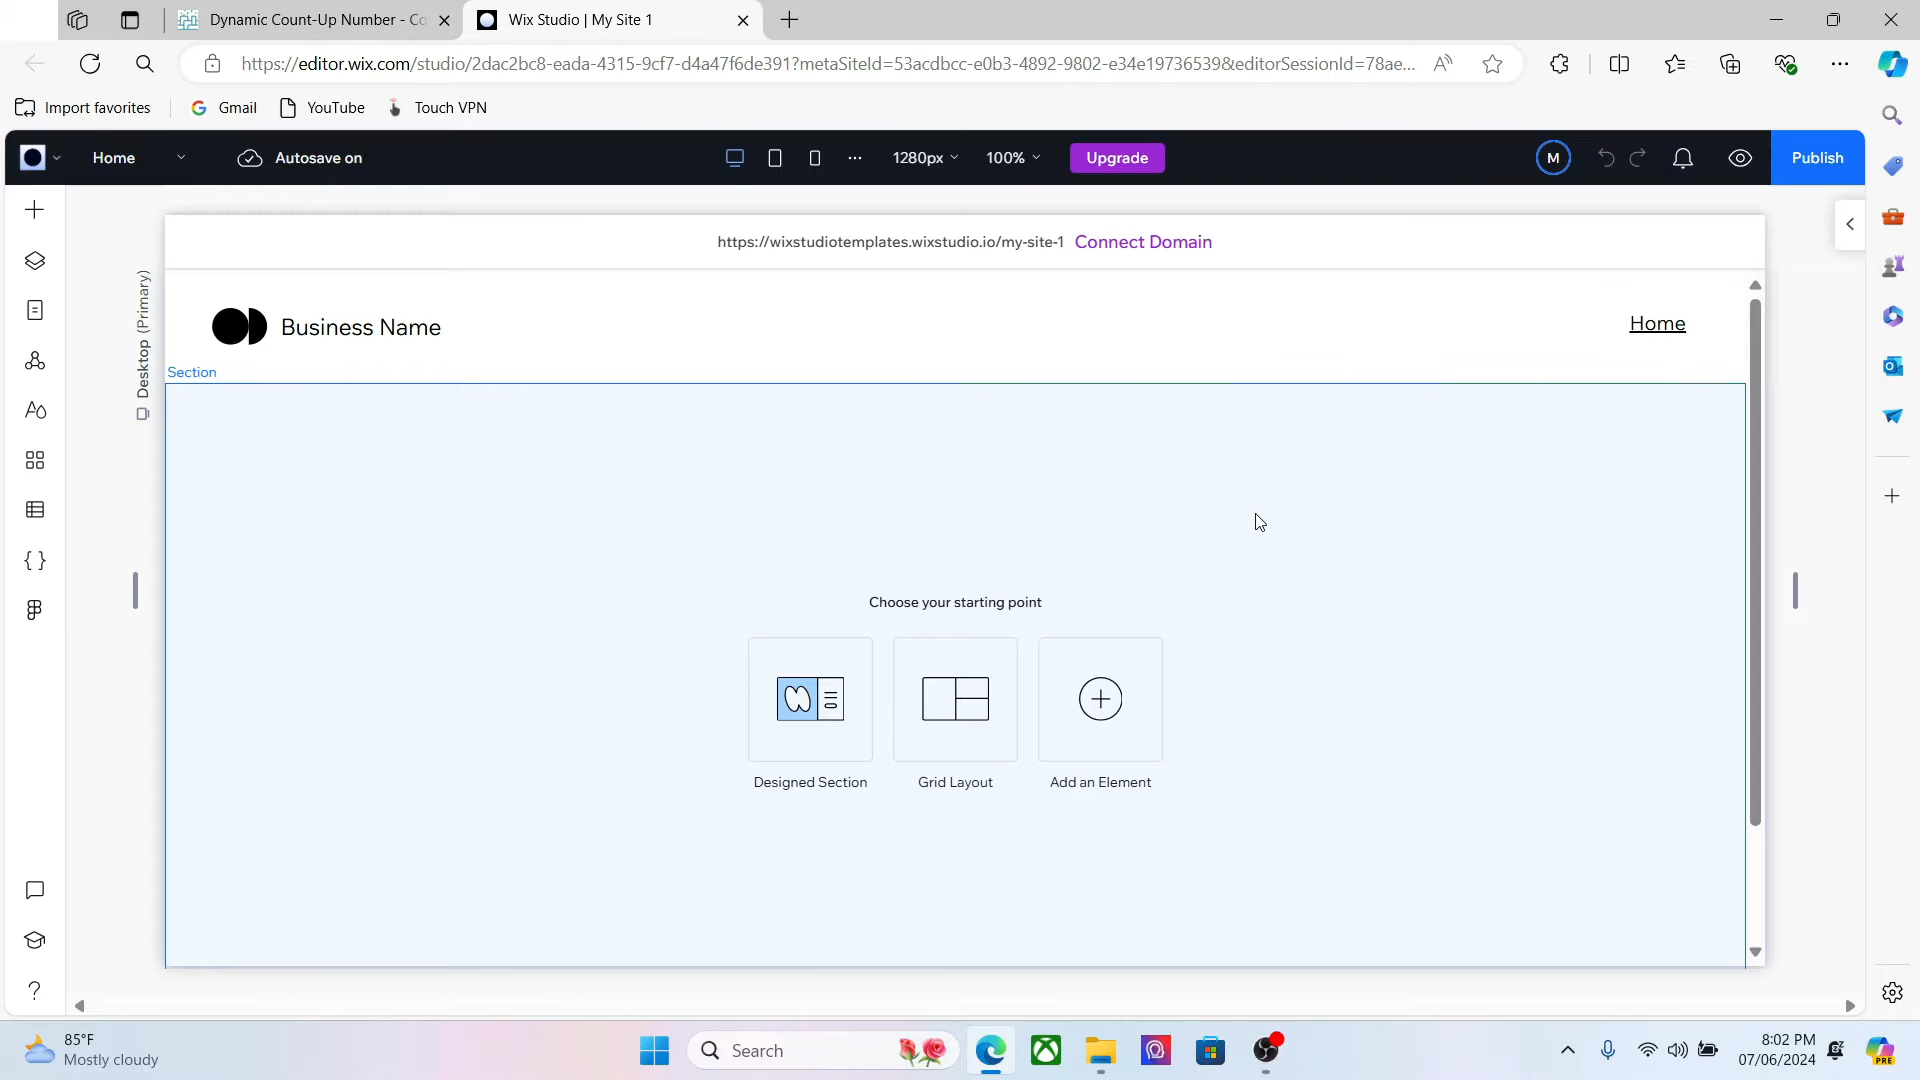 Dynamic Count-Up Number - Co
Wix Studio | My Site 1
https://editor.wix.com/studio/2dac2bc8-eada-4315-9cf7-d4a47f6de391?metaSiteId=53acdbcc-e0b3-4892-9802-e34e19736539&editorSessionId=78ae...
Import favorites
Gmail
YouTube
Touch VPN
Home
Autosave on
1280px
100%
Upgrade
M
Publish
https://wixstudiotemplates.wixstudio.io/my-site-1 Connect Domain
Desktop (Primary)
Business Name
Home
Section
Choose your starting point
Designed Section
Grid Layout
Add an Element
85°F
Mostly cloudy
Search
8:02 PM
07/06/2024
PRE